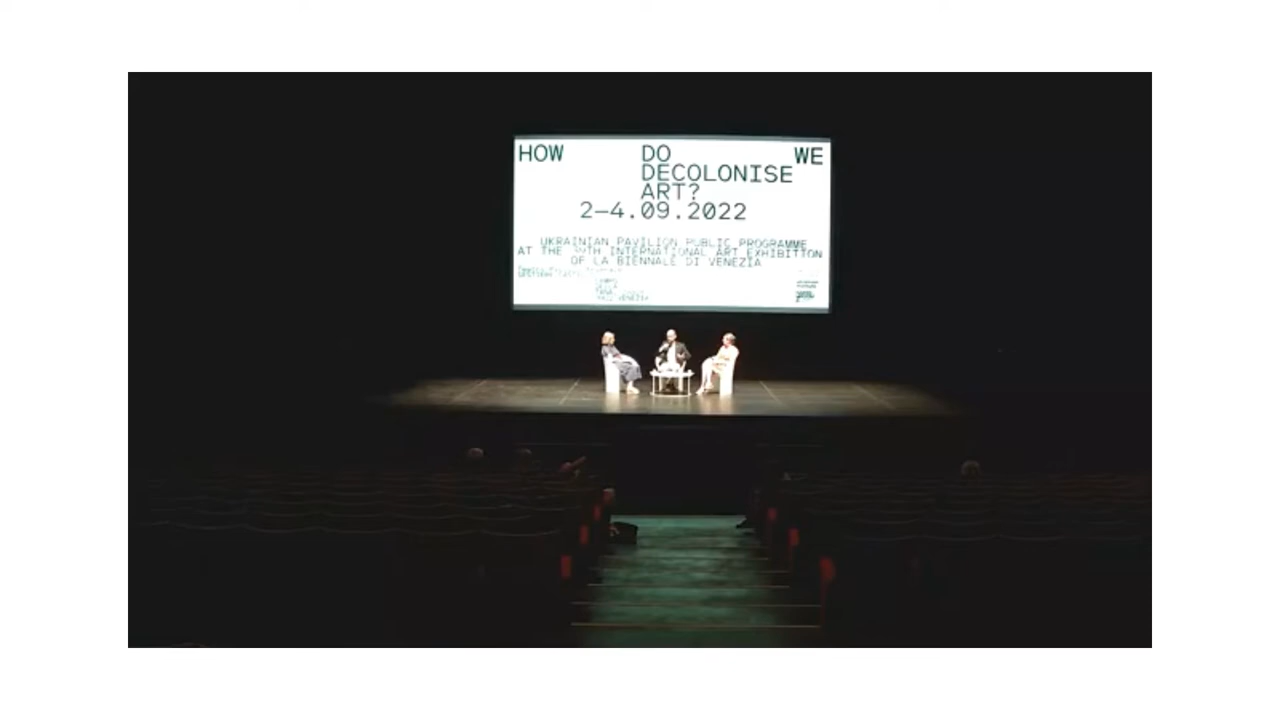 HOW DO WE
DECOLONISE
ART?
2–4.09.2022
UKRAINIAN PAVILION PUBLIC PROGRAMME
AT THE INTERNATIONAL ART EXHIBITION
OF LA BIENNALE DI VENEZIA